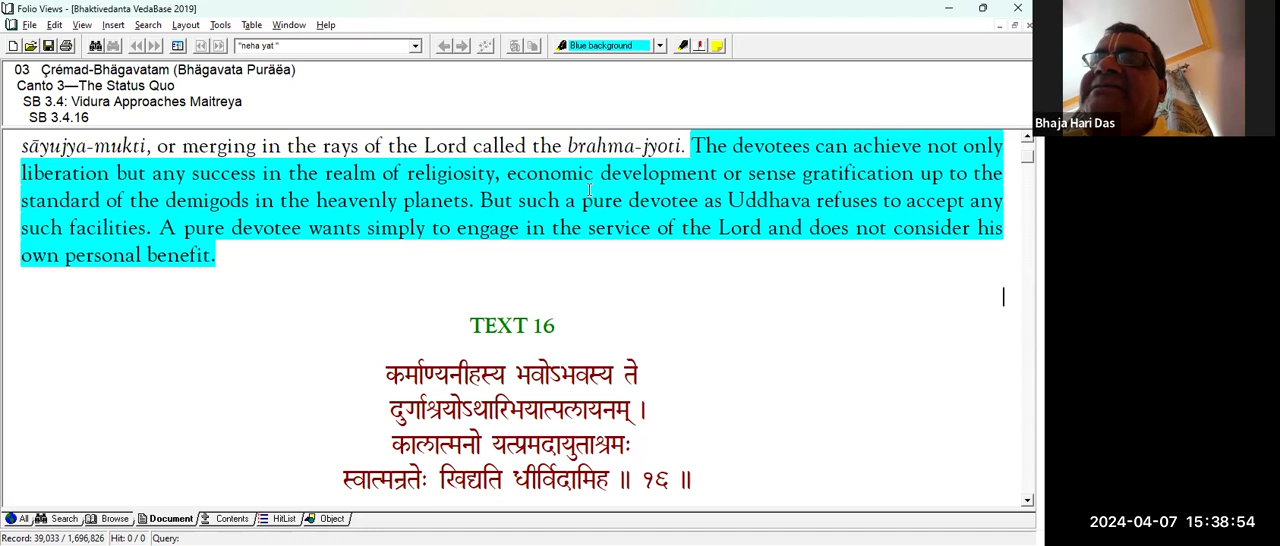 Folio Views - [Bhaktivedanta VedaBase 2019]
File Edit View Insert Search Layout Tools Table Window Help
"neha yat " Blue background
03 Çrémad-Bhägavatam (Bhägavata Puräëa)
Canto 3—The Status Quo
SB 3.4: Vidura Approaches Maitreya
SB 3.4.16
sāyujya-mukti, or merging in the rays of the Lord called the brahma-jyoti. The devotees can achieve not only
liberation but any success in the realm of religiosity, economic development or sense gratification up to the
standard of the demigods in the heavenly planets. But such a pure devotee as Uddhava refuses to accept any
such facilities. A pure devotee wants simply to engage in the service of the Lord and does not consider his
own personal benefit.
TEXT 16
कर्माण्यनीहस्य भवोऽभवस्य ते
दुर्गाश्रयोऽथारिभयात्पलायनम् ।
कालात्मनो यत्प्रमदायुताश्रमः
स्वात्मन्रतेः खिद्यति धीर्विदामिह ॥ १६ ॥
All Search Browse Document Contents HitList Object
Record: 39,033 / 1,696,826 Hit: 0 / 0 Query:
Bhaja Hari Das
2024-04-07 15:38:54